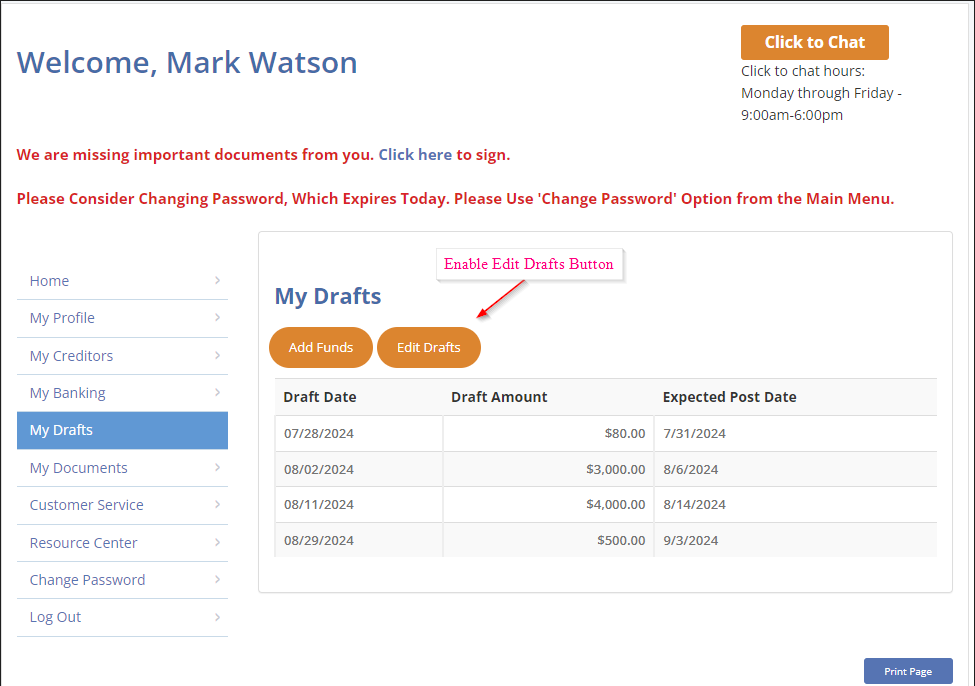 Welcome, Mark Watson
Click to Chat
Click to chat hours:
Monday through Friday -
9:00am-6:00pm
We are missing important documents from you. Click here to sign.
Please Consider Changing Password, Which Expires Today. Please Use 'Change Password' Option from the Main Menu.
Home
My Profile
My Creditors
My Banking
My Drafts
My Documents
Customer Service
Resource Center
Change Password
Log Out
Enable Edit Drafts Button
My Drafts
Add Funds Edit Drafts
Draft Date Draft Amount Expected Post Date
07/28/2024 $80.00 7/31/2024
08/02/2024 $3,000.00 8/6/2024
08/11/2024 $4,000.00 8/14/2024
08/29/2024 $500.00 9/3/2024
Print Page